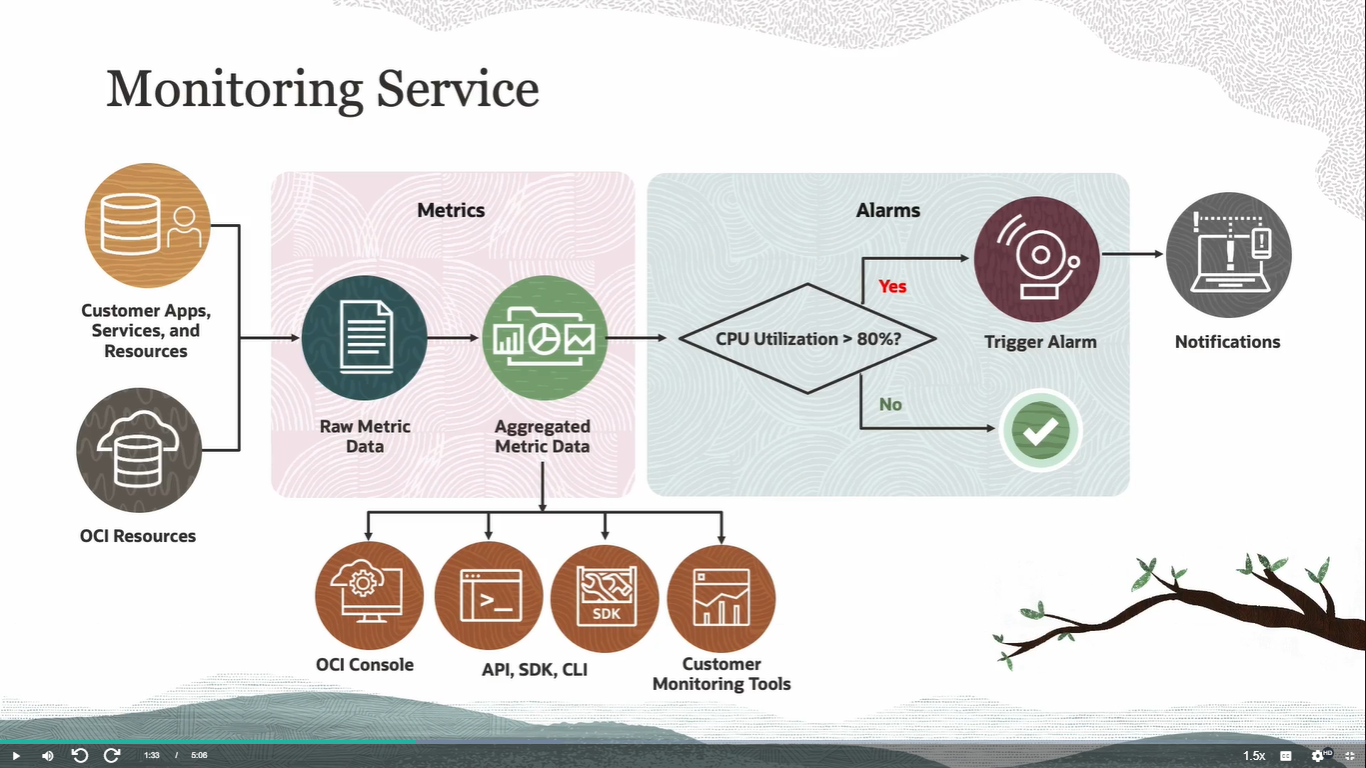 Monitoring Service
Metrics
Alarms
Customer Apps,
Services, and
Resources
OCI Resources
Raw Metric
Data
Aggregated
Metric Data
CPU Utilization > 80%?
Yes
No
Trigger Alarm
Notifications
SDK
OCI Console
API, SDK, CLI
Customer
Monitoring Tools
1:33 / 5:06
1.5x
CC
HD